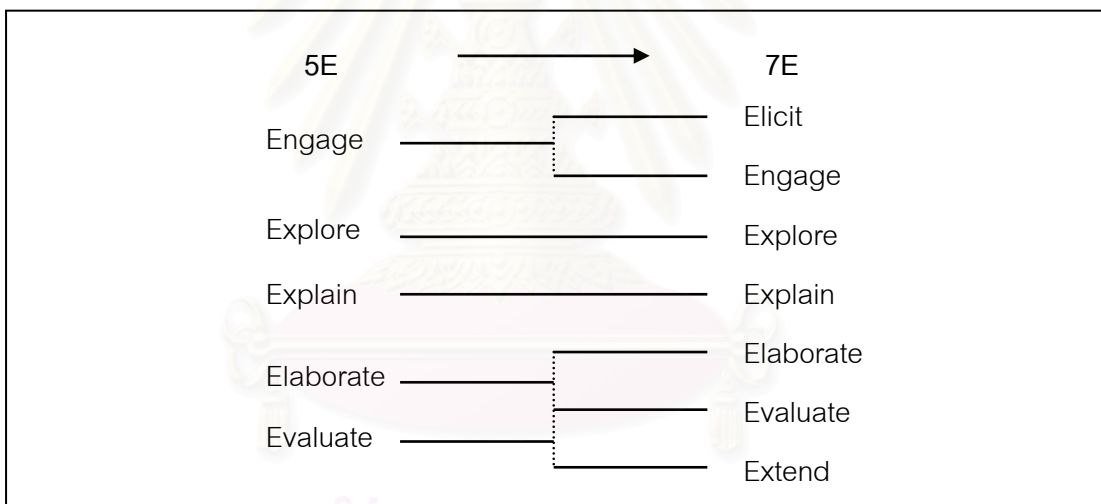 5E 7E
Elicit
Engage
Engage
Explore Explore
Explain Explain
Elaborate
Elaborate
Evaluate
Evaluate
Extend